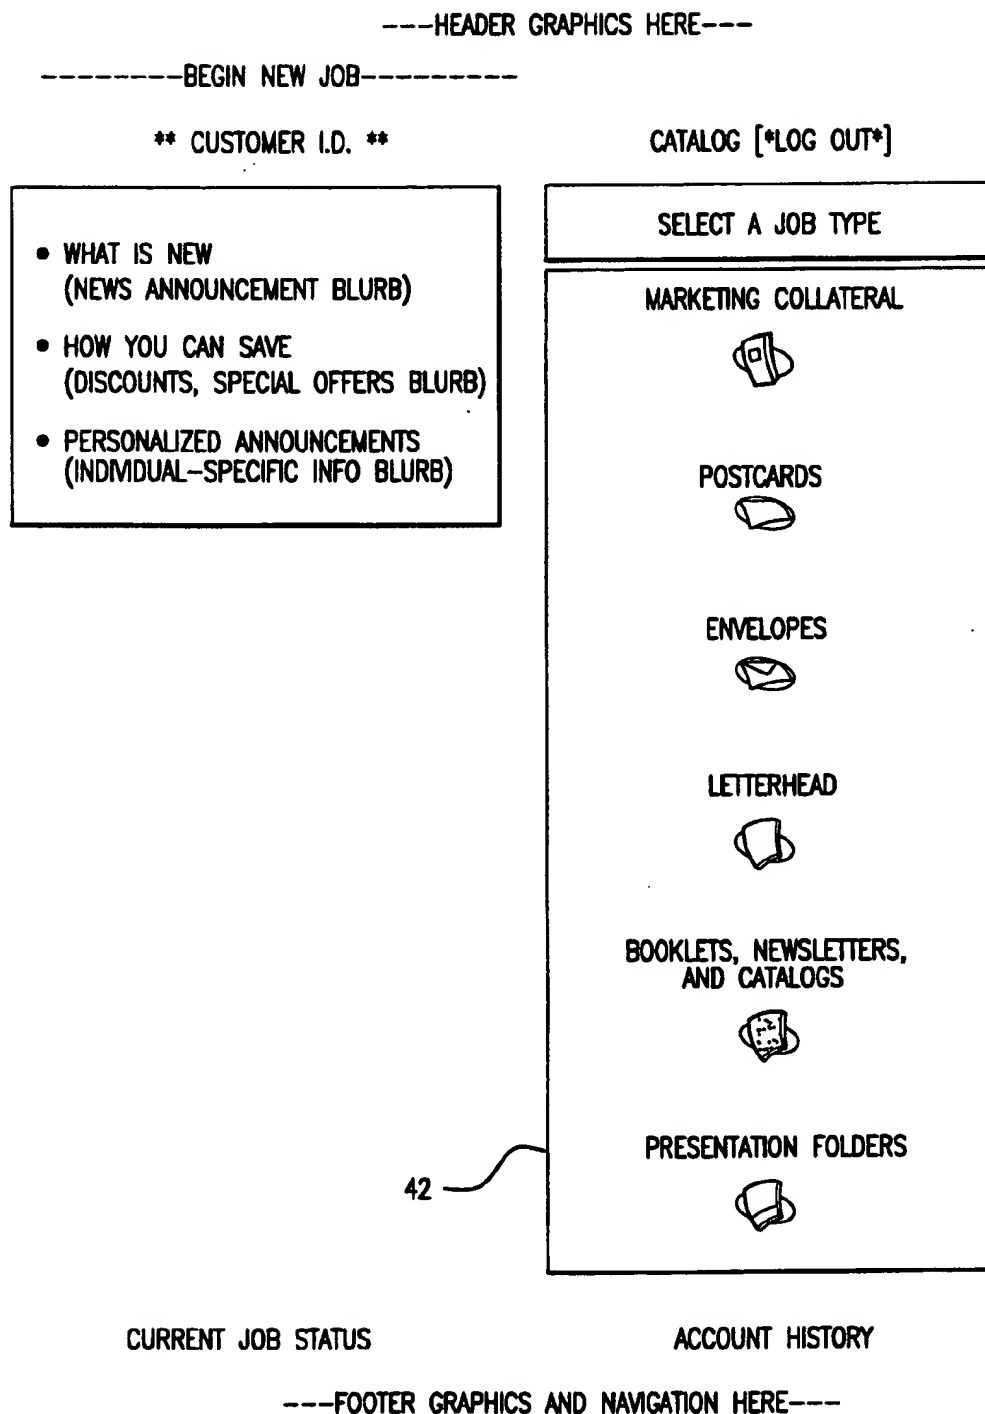 ----HEADER GRAPHICS HERE---
--------BEGIN NEW JOB---------
** CUSTOMER I.D. **
CATALOG [*LOG OUT*]
• WHAT IS NEW
(NEWS ANNOUNCEMENT BLURB)
• HOW YOU CAN SAVE
(DISCOUNTS, SPECIAL OFFERS BLURB)
• PERSONALIZED ANNOUNCEMENTS
(INDIVIDUAL-SPECIFIC INFO BLURB)
SELECT A JOB TYPE
MARKETING COLLATERAL
POSTCARDS
ENVELOPES
LETTERHEAD
BOOKLETS, NEWSLETTERS,
AND CATALOGS
PRESENTATION FOLDERS
42
CURRENT JOB STATUS
ACCOUNT HISTORY
---FOOTER GRAPHICS AND NAVIGATION HERE---